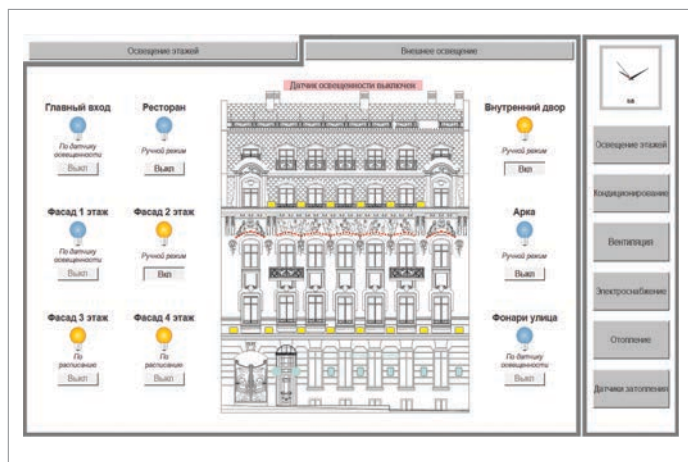 Освещение этажей
Внешнее освещение
Датчик освещенности выключок
Главный вход
По датчику
освещенности
Выкл
Ресторан
Ручной режим
Выкл
Внутренний двор
Ручной режим
Вкл
Фасад 1 этаж
По датчику
освещенности
Выкл
Фасад 2 этаж
Ручной режим
Вкл
Арка
Ручной режим
Выкл
Фасад 3 этаж
По
расписанию
Выкл
Фасад 4 этаж
По
расписанию
Выкл
Фонари улица
По датчику
освещенности
Выкл
Освещение этажей
Кондиционирование
Вентиляция
Электроснабжение
Отопление
Датчики затопления